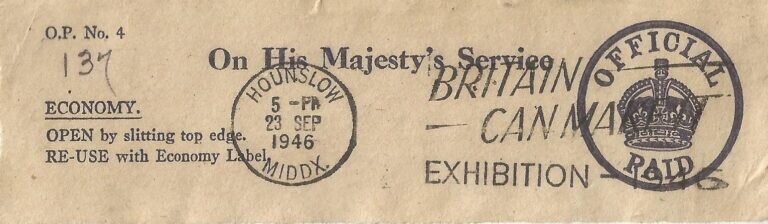 O.P. No. 4
137
On His Majesty's Service
ECONOMY.
OPEN by slitting top edge.
RE-USE with Economy Label.
HOUNSLOW
5 - PM
23 SEP
1946
MIDDX.
BRITAIN
CAN MAKE
EXHIBITION - 1946
OFFICIAL
PAID